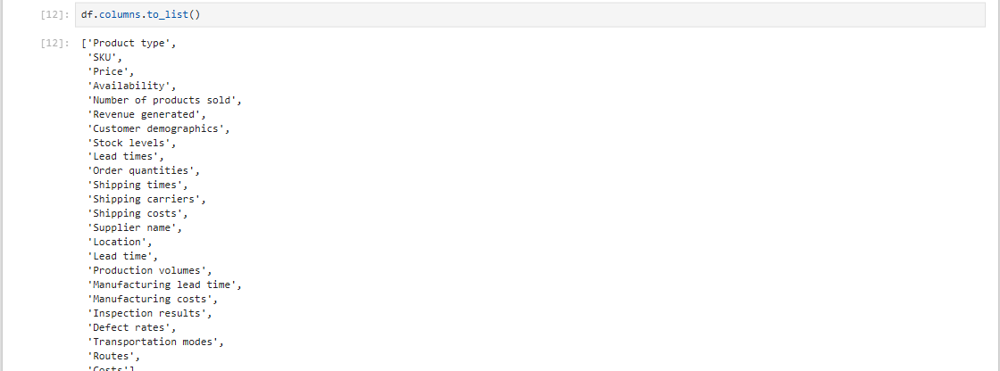 [12]: df.columns.to_list()
[12]: ['Product type',
'SKU',
'Price',
'Availability',
'Number of products sold',
'Revenue generated',
'Customer demographics',
'Stock levels',
'Lead times',
'Order quantities',
'Shipping times',
'Shipping carriers',
'Shipping costs',
'Supplier name',
'Location',
'Lead time',
'Production volumes',
'Manufacturing lead time',
'Manufacturing costs',
'Inspection results',
'Defect rates',
'Transportation modes',
'Routes',
'Costs']